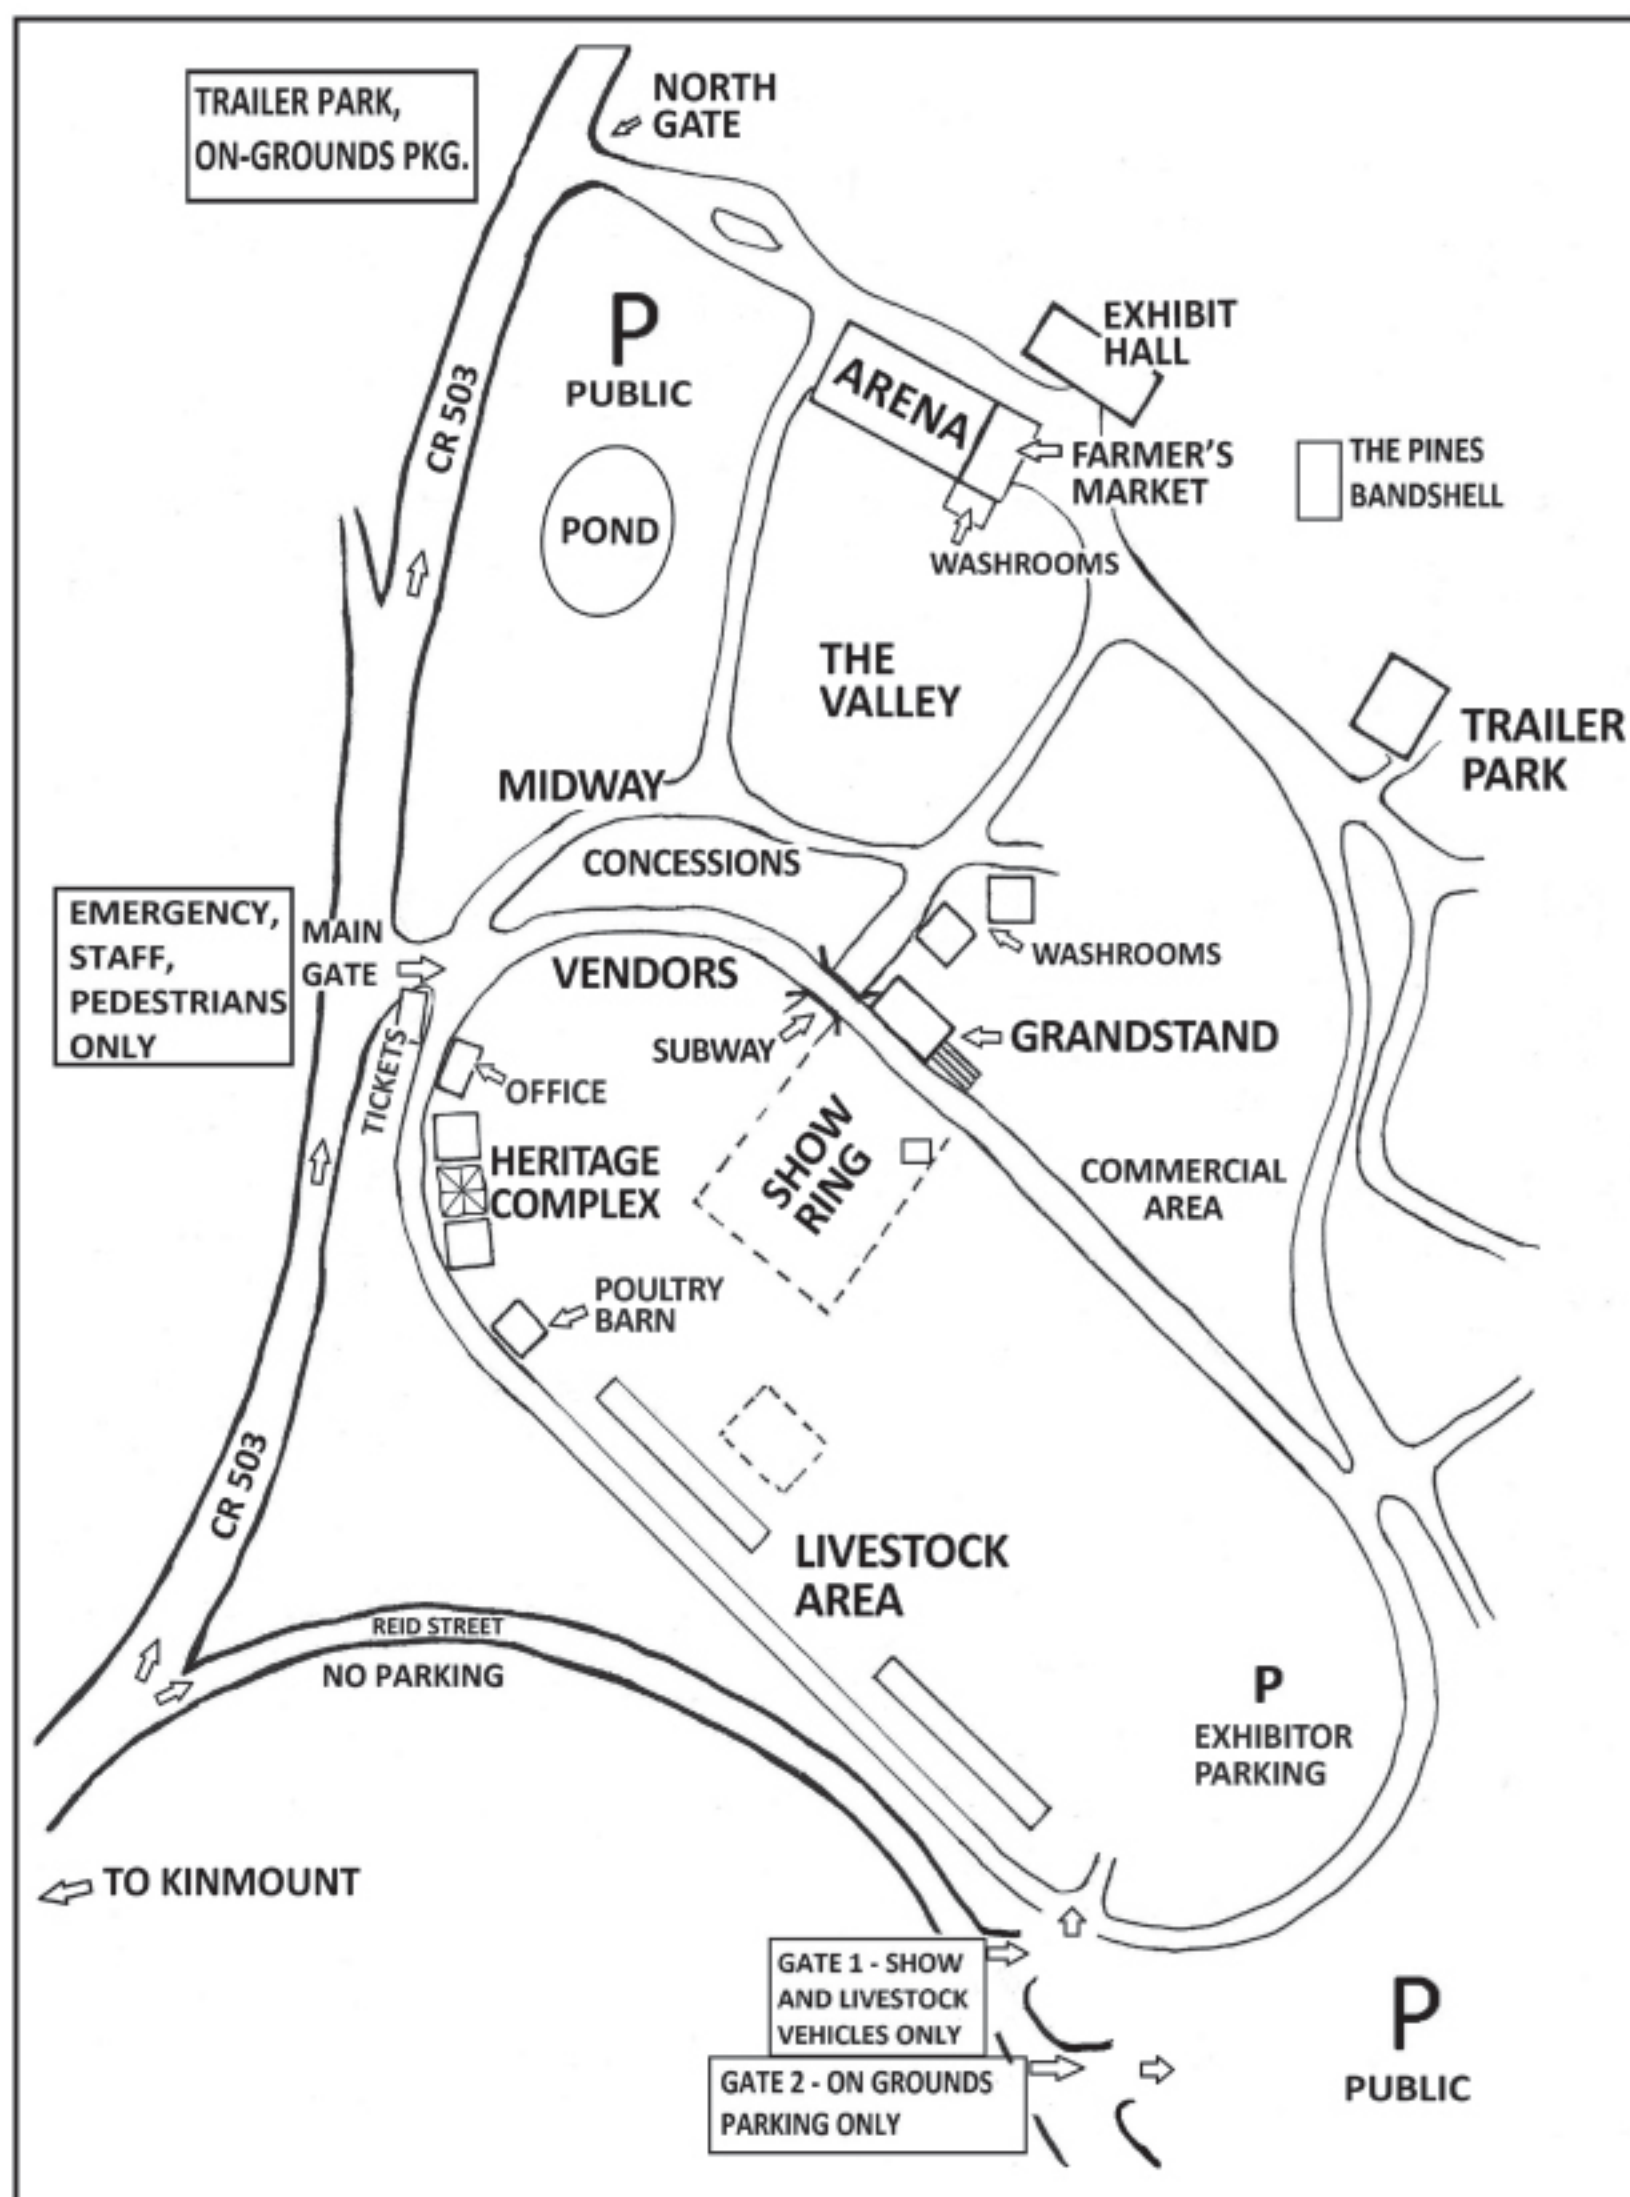 TRAILER PARK,
ON-GROUNDS PKG.
NORTH
GATE
EXHIBIT
HALL
P
PUBLIC
ARENA
CR 503
FARMER'S
MARKET
THE PINES
BANDSHELL
POND
WASHROOMS
THE
VALLEY
TRAILER
PARK
MIDWAY
CONCESSIONS
EMERGENCY,
STAFF,
PEDESTRIANS
ONLY
MAIN
GATE
VENDORS
WASHROOMS
SUBWAY
GRANDSTAND
TICKETS
OFFICE
HERITAGE
COMPLEX
SHOW
RING
COMMERCIAL
AREA
POULTRY
BARN
CR 503
LIVESTOCK
AREA
REID STREET
NO PARKING
P
EXHIBITOR
PARKING
TO KINMOUNT
GATE 1 - SHOW
AND LIVESTOCK
VEHICLES ONLY
GATE 2 - ON GROUNDS
PARKING ONLY
P
PUBLIC